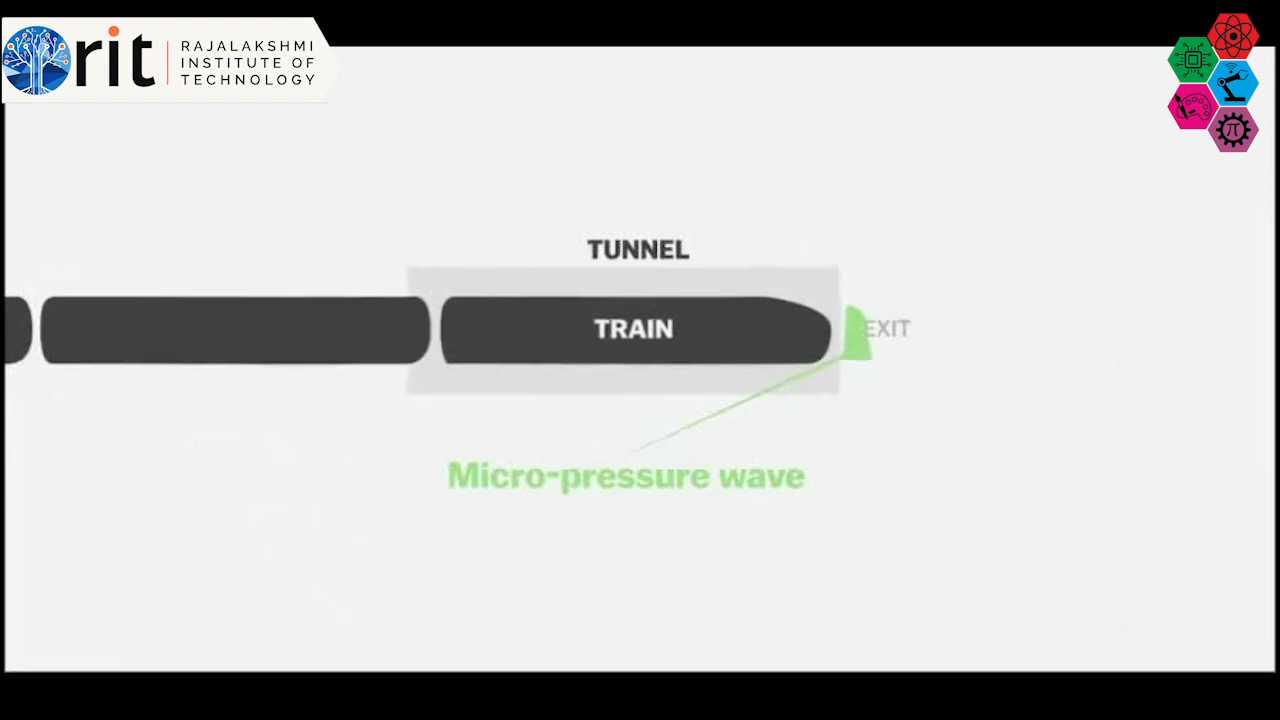 rit
RAJALAKSHMI
INSTITUTE OF
TECHNOLOGY
π
TUNNEL
TRAIN
EXIT
Micro-pressure wave